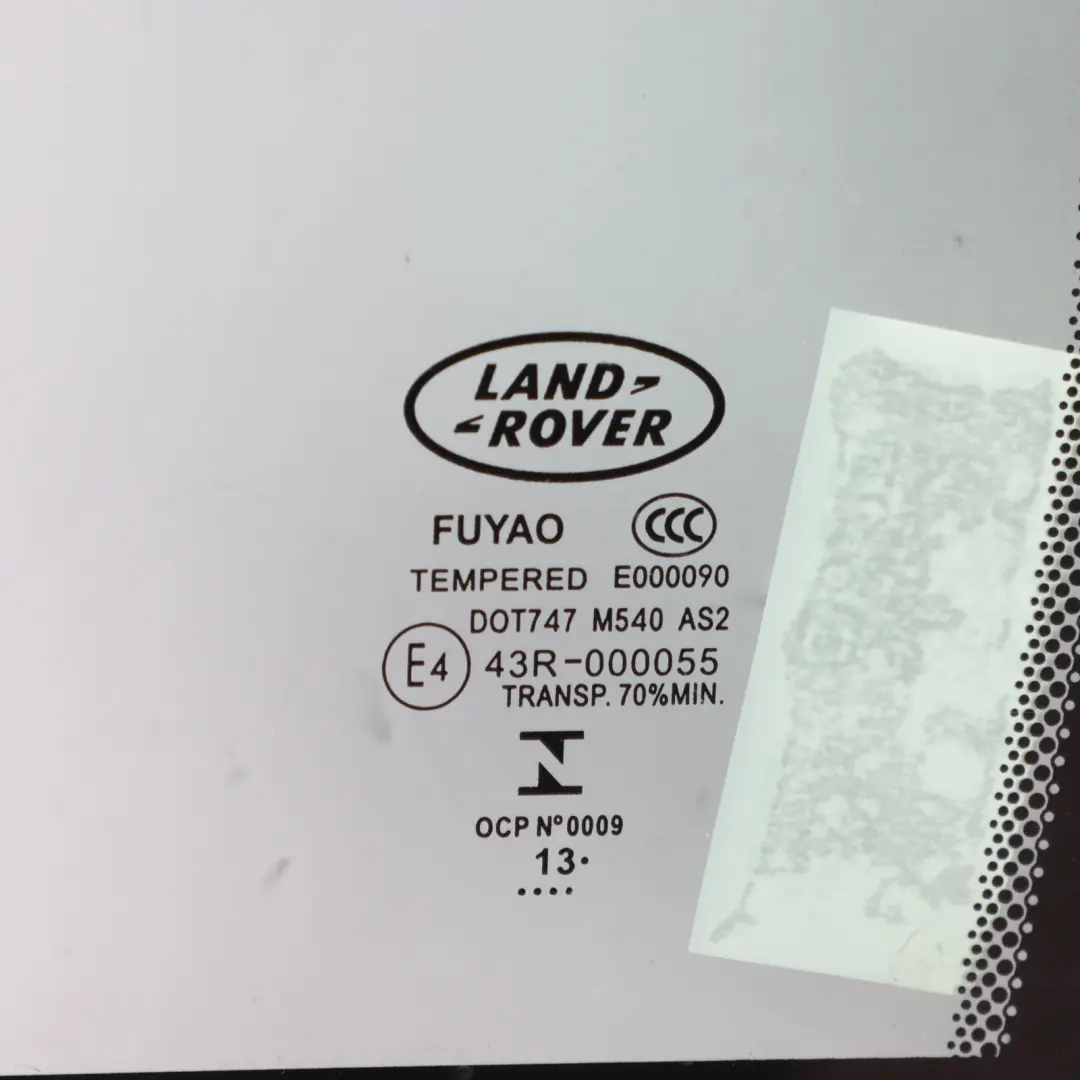 LAND
ROVER
FUYAO CCC
TEMPERED E000090
DOT747 M540 AS2
E4 43R-000055
TRANSP. 70%MIN.
N
OCP Nº0009
13•
••••